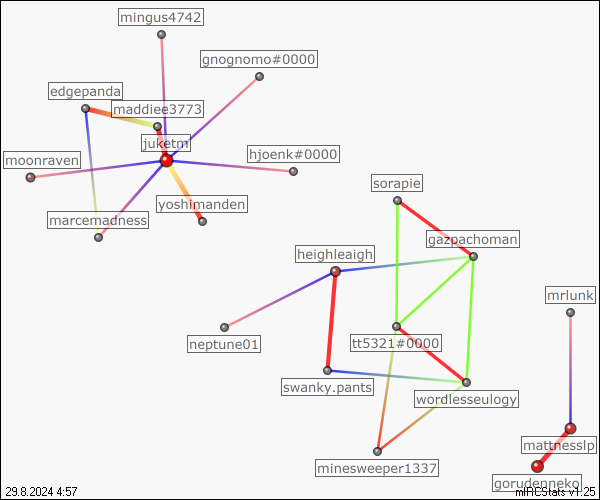 mingus4742
gnognomo#0000
edgepanda
maddiee3773
juketm
hjoenk#0000
moonraven
sorapie
yoshimanden
marcemadness
gazpachoman
heighleaigh
mrlunk
neptune01
tt5321#0000
swanky.pants
wordlesseulogy
mattnesslp
minesweeper1337
gorudenneko
29.8.2024 4:57
mIRCStats v1.25